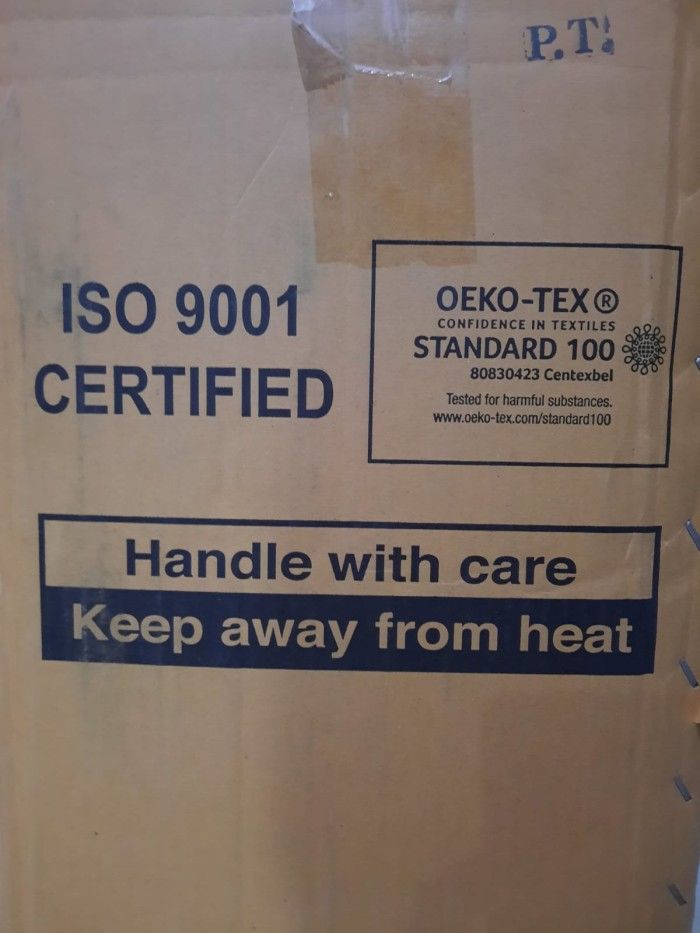 P.T.
ISO 9001
CERTIFIED
OEKO-TEX®
CONFIDENCE IN TEXTILES
STANDARD 100
80830423 Centexbel
Tested for harmful substances.
www.oeko-tex.com/standard100
Handle with care
Keep away from heat